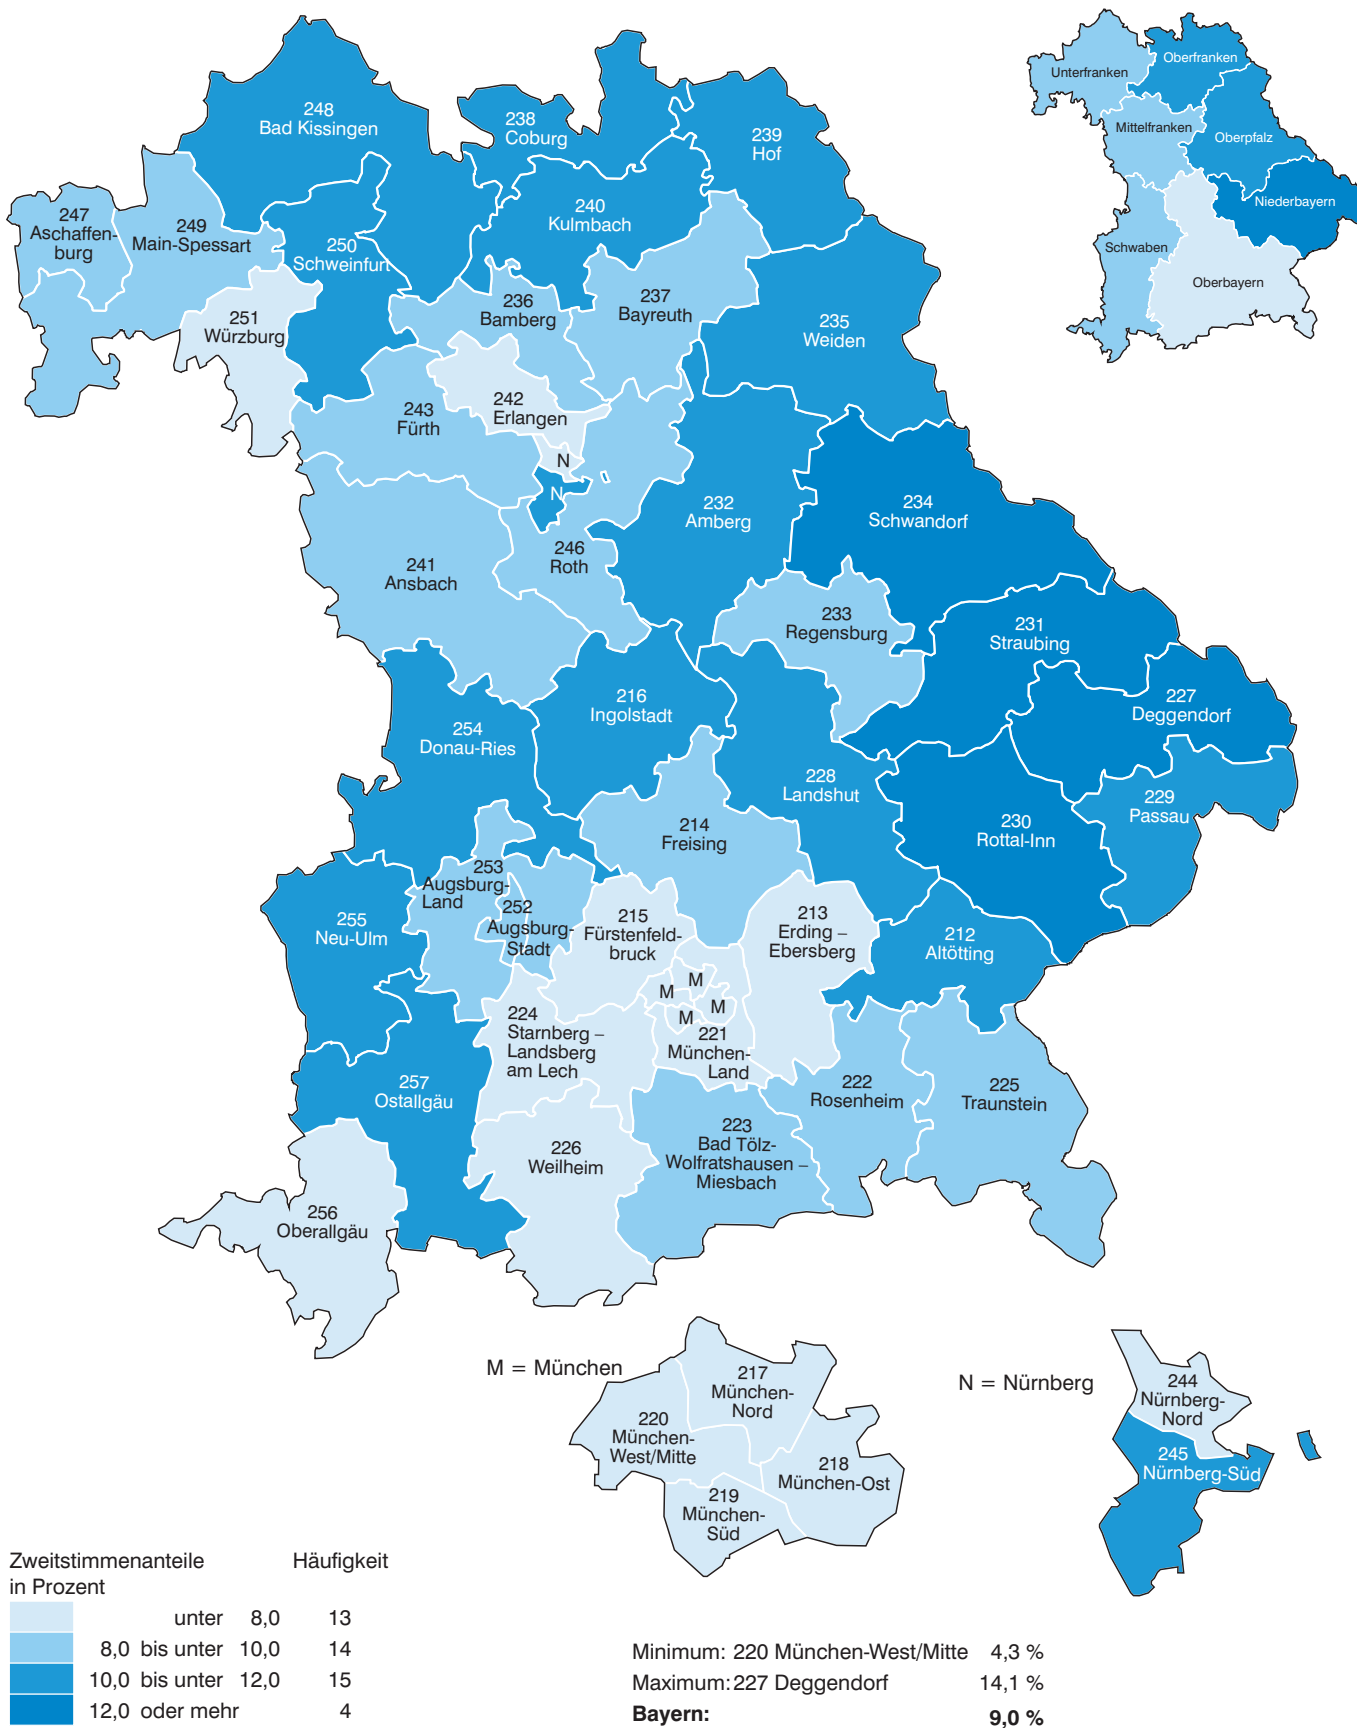 Unterfranken
Oberfranken
Mittelfranken
Oberpfalz
Niederbayern
Schwaben
Oberbayern
248
Bad Kissingen
238
Coburg
239
Hof
247
Aschaffen-
burg
249
Main-Spessart
240
Kulmbach
250
Schweinfurt
236
Bamberg
237
Bayreuth
251
Würzburg
235
Weiden
242
Erlangen
243
Fürth
N
N
232
Amberg
234
Schwandorf
241
Ansbach
246
Roth
233
Regensburg
231
Straubing
216
Ingolstadt
227
Deggendorf
254
Donau-Ries
228
Landshut
229
Passau
214
Freising
230
Rottal-Inn
253
Augsburg-
Land
252
Augsburg-
Stadt
255
Neu-Ulm
215
Fürstenfeld-
bruck
213
Erding –
Ebersberg
212
Altötting
M
M
M
M
224
Starnberg –
Landsberg
am Lech
221
München-
Land
257
Ostallgäu
222
Rosenheim
225
Traunstein
223
Bad Tölz-
Wolfratshausen –
Miesbach
226
Weilheim
256
Oberallgäu
M = München
217
München-
Nord
220
München-
West/Mitte
218
München-Ost
219
München-
Süd
N = Nürnberg
244
Nürnberg-
Nord
245
Nürnberg-Süd
Zweitstimmenanteile Häufigkeit
in Prozent
unter 8,0 13
8,0 bis unter 10,0 14
10,0 bis unter 12,0 15
12,0 oder mehr 4
Minimum: 220 München-West/Mitte 4,3 %
Maximum: 227 Deggendorf 14,1 %
Bayern: 9,0 %